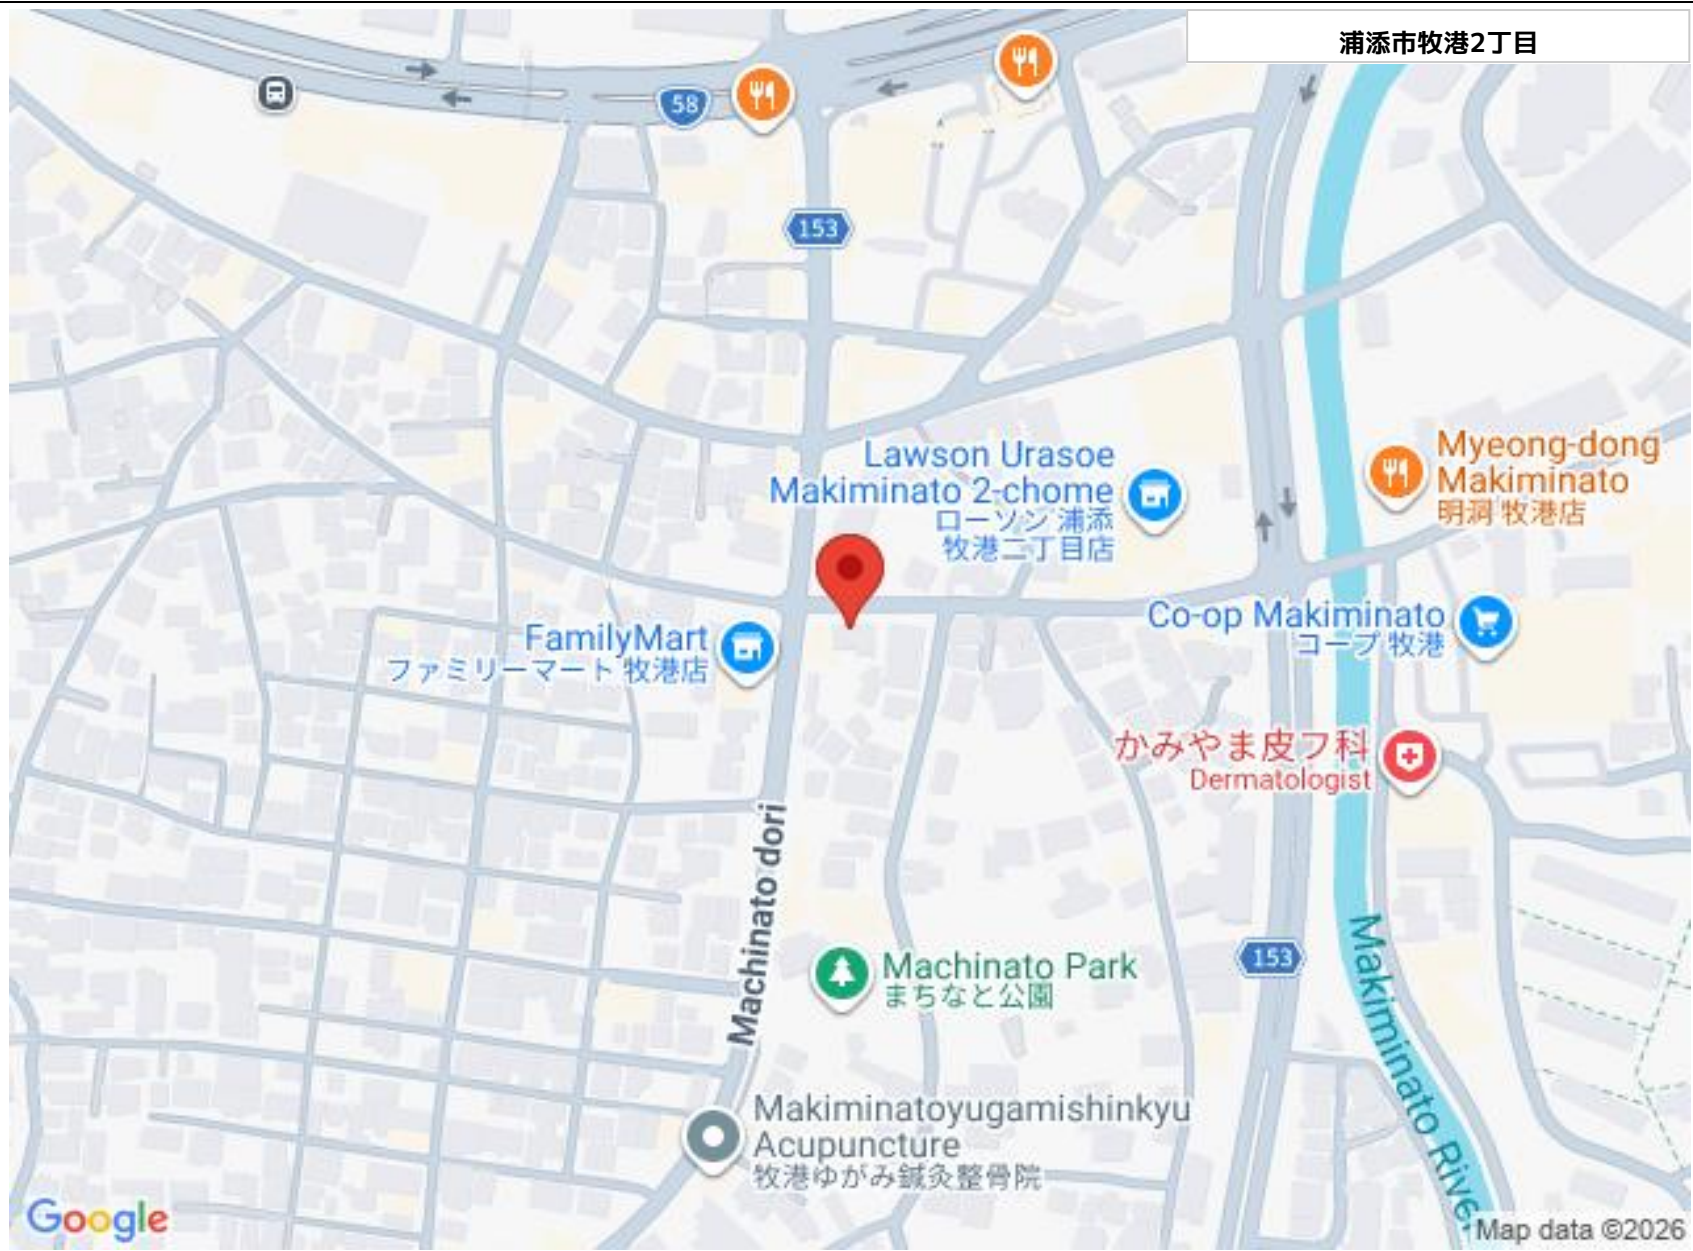 浦添市牧港2丁目
58
153
Lawson Urasoe
Makiminato 2-chome
ローソン 浦添
牧港二丁目店
Myeong-dong
Makiminato
明洞 牧港店
FamilyMart
ファミリーマート 牧港店
Co-op Makiminato
コープ 牧港
かみやま皮フ科
Dermatologist
Machinato dori
Machinato Park
まちなと公園
153
Makiminato River
Makiminatoyugamishinkyu
Acupuncture
牧港ゆがみ鍼灸整骨院
Google
Map data ©2026